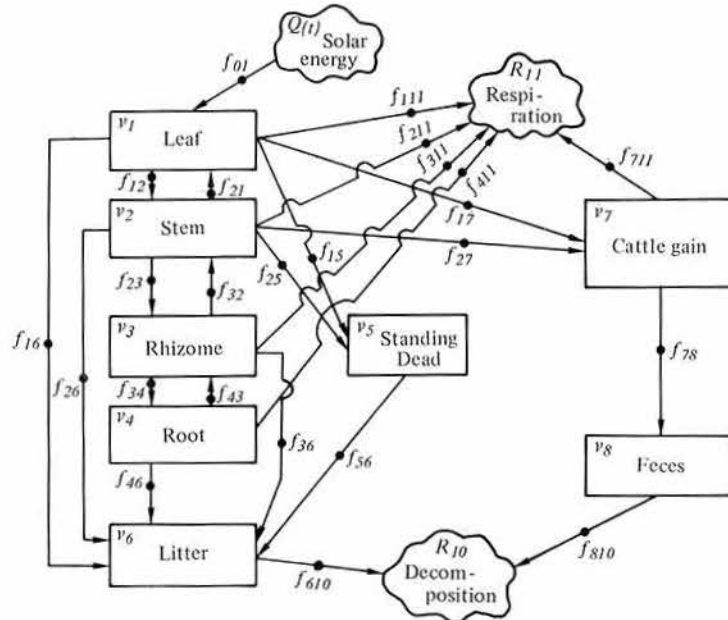 Q(t) Solar
energy
f01
R11
Respi-
ration
v1
Leaf
f111
f211
f311
f411
f711
f12
f21
f17
v2
Stem
v7
Cattle gain
f15
f25
f27
f23
f32
f16
v3
Rhizome
v5
Standing
Dead
f78
f26
f34
f43
v4
Root
f36
f56
v8
Feces
f46
v6
Litter
R10
Decom-
position
f610
f810